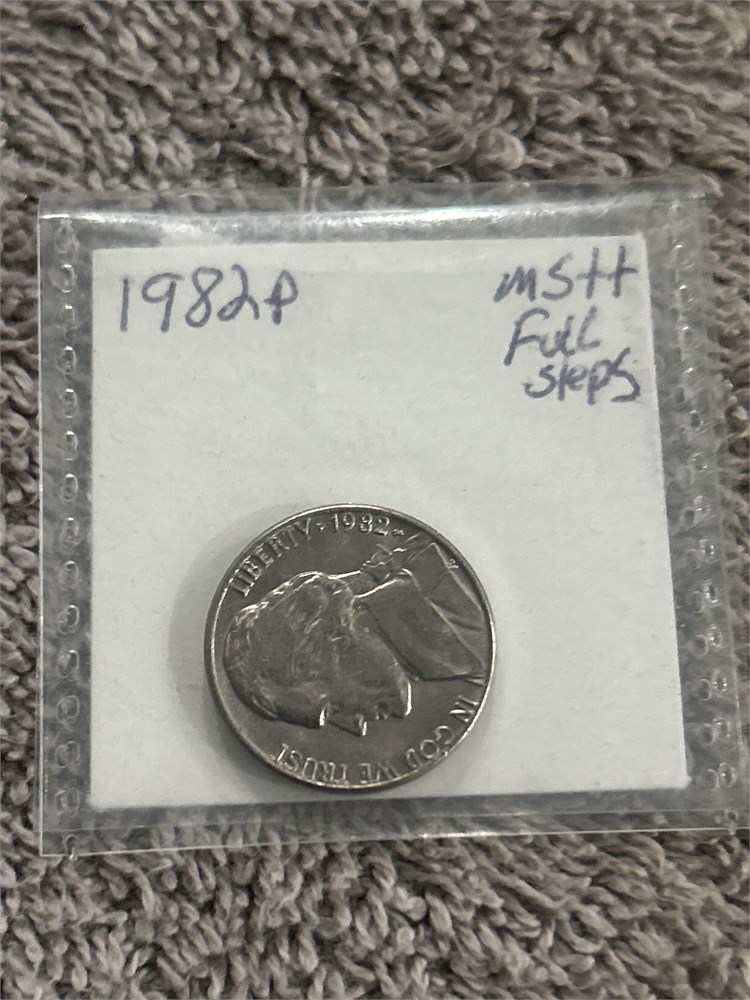 1982P
MS++
Full
Steps
LIBERTY * 1982
IN GOD WE TRUST